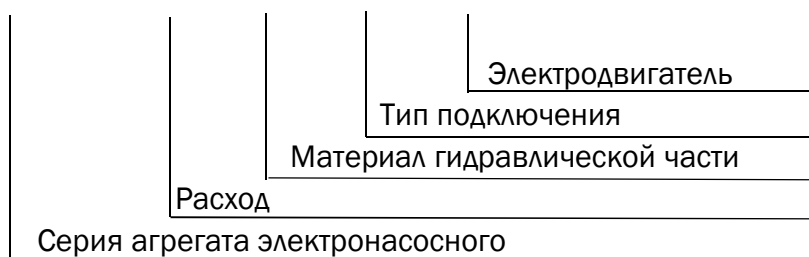 Электродвигатель
Тип подключения
Материал гидравлической части
Расход
Серия агрегата электронасосного